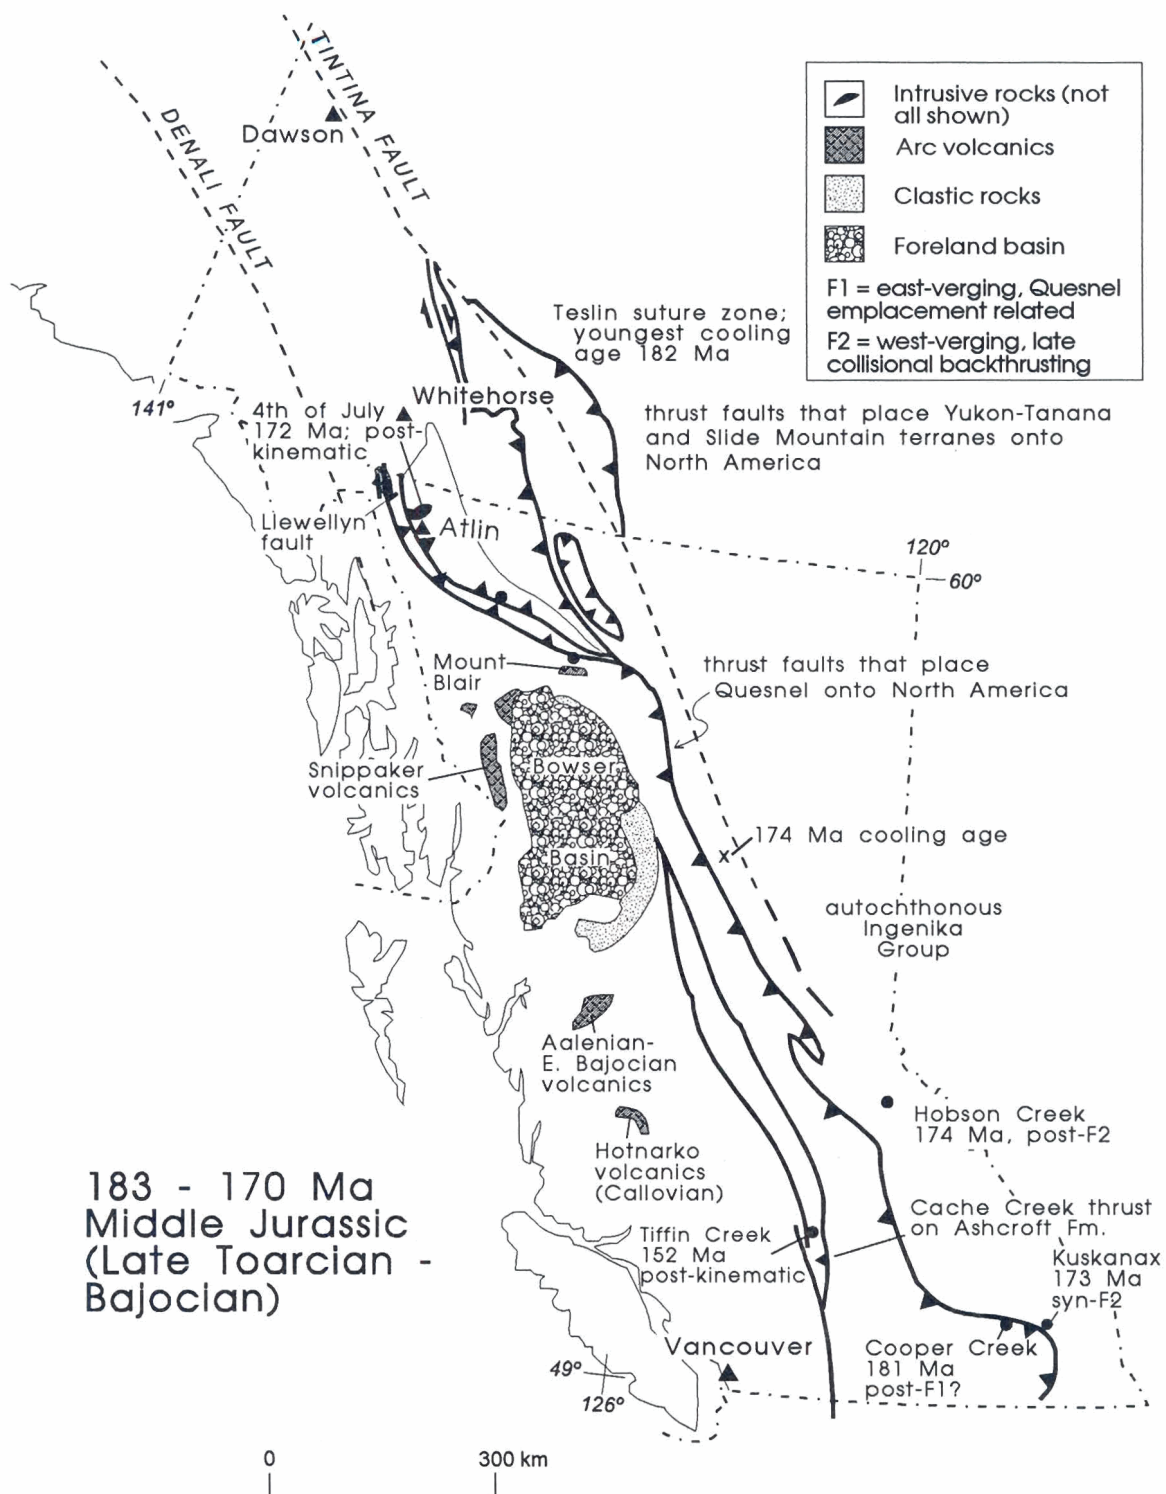 TINTINA FAULT
DENALI FAULT
Dawson
Intrusive rocks (not
all shown)
Arc volcanics
Clastic rocks
Foreland basin
F1 = east-verging, Quesnel
emplacement related
F2 = west-verging, late
collisional backthrusting
Teslin suture zone;
youngest cooling
age 182 Ma
Whitehorse
141°
4th of July
172 Ma; post-
kinematic
thrust faults that place Yukon-Tanana
and Slide Mountain terranes onto
North America
Llewellyn
fault
Atlin
120°
60°
Mount
Blair
thrust faults that place
Quesnel onto North America
Snippaker
volcanics
Bowser
Basin
174 Ma cooling age
x
autochthonous
Ingenika
Group
Aalenian-
E. Bajocian
volcanics
Hobson Creek
174 Ma, post-F2
Hotnarko
volcanics
(Callovian)
183 - 170 Ma
Middle Jurassic
(Late Toarcian -
Bajocian)
Cache Creek thrust
on Ashcroft Fm.
Tiffin Creek
152 Ma
post-kinematic
Kuskanax
173 Ma
syn-F2
Vancouver
Cooper Creek
181 Ma
post-F1?
49°
126°
0
300 km